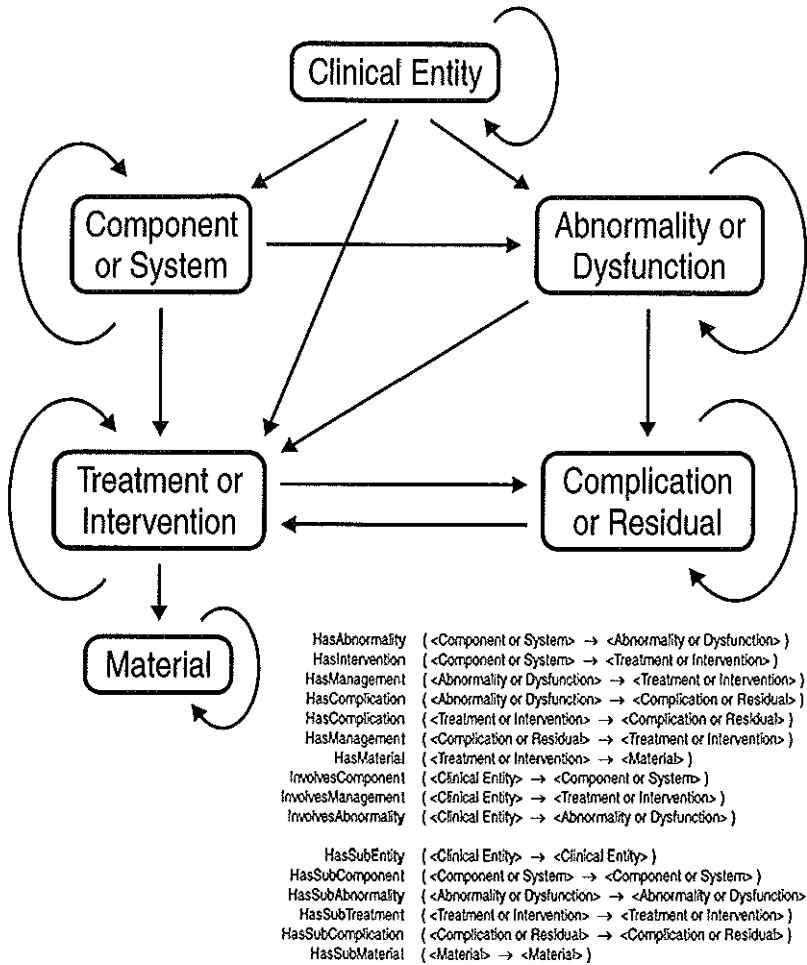 Clinical Entity
Component
or System
Abnormality or
Dysfunction
Treatment or
Intervention
Complication
or Residual
Material
HasAbnormality ( <Component or System> → <Abnormality or Dysfunction> )
HasIntervention ( <Component or System> → <Treatment or Intervention> )
HasManagement ( <Abnormality or Dysfunction> → <Treatment or Intervention> )
HasComplication ( <Abnormality or Dysfunction> → <Complication or Residual> )
HasComplication ( <Treatment or Intervention> → <Complication or Residual> )
HasManagement ( <Complication or Residual> → <Treatment or Intervention> )
HasMaterial ( <Treatment or Intervention> → <Material> )
InvolvesComponent ( <Clinical Entity> → <Component or System> )
InvolvesManagement ( <Clinical Entity> → <Treatment or Intervention> )
InvolvesAbnormality ( <Clinical Entity> → <Abnormality or Dysfunction> )
HasSubEntity ( <Clinical Entity> → <Clinical Entity> )
HasSubComponent ( <Component or System> → <Component or System> )
HasSubAbnormality ( <Abnormality or Dysfunction> → <Abnormality or Dysfunction>
HasSubTreatment ( <Treatment or Intervention> → <Treatment or Intervention> )
HasSubComplication ( <Complication or Residual> → <Complication or Residual> )
HasSubMaterial ( <Material> → <Material> )